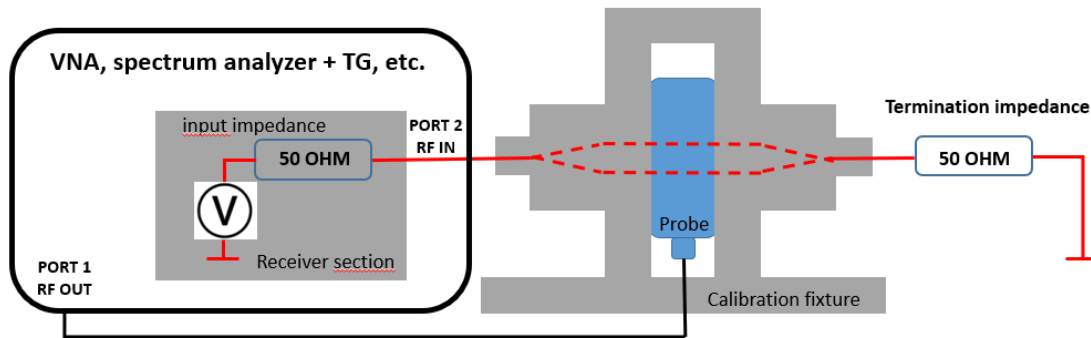 VNA, spectrum analyzer + TG, etc.
input impedance
50 OHM
V
Receiver section
PORT 2
RF IN
PORT 1
RF OUT
Probe
Calibration fixture
Termination impedance
50 OHM